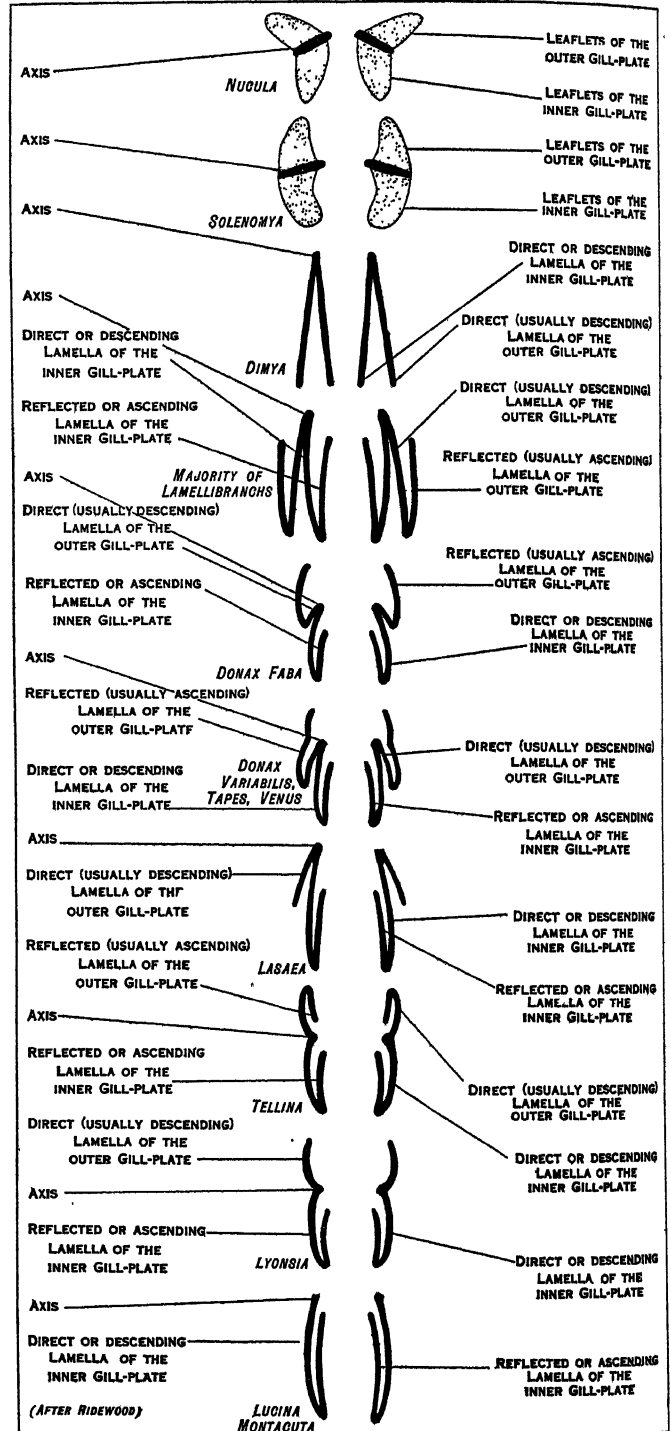 AXIS
NUCULA
LEAFLETS OF THE
OUTER GILL-PLATE
LEAFLETS OF THE
INNER GILL-PLATE
AXIS
SOLENOMYA
LEAFLETS OF THE
OUTER GILL-PLATE
LEAFLETS OF THE
INNER GILL-PLATE
AXIS
DIMYA
DIRECT OR DESCENDING
LAMELLA OF THE
INNER GILL-PLATE
DIRECT (USUALLY DESCENDING)
LAMELLA OF THE
OUTER GILL-PLATE
AXIS
DIRECT OR DESCENDING
LAMELLA OF THE
INNER GILL-PLATE
REFLECTED OR ASCENDING
LAMELLA OF THE
INNER GILL-PLATE
MAJORITY OF
LAMELLIBRANCHS
DIRECT (USUALLY DESCENDING)
LAMELLA OF THE
OUTER GILL-PLATE
REFLECTED (USUALLY ASCENDING)
LAMELLA OF THE
OUTER GILL-PLATE
AXIS
DIRECT (USUALLY DESCENDING)
LAMELLA OF THE
OUTER GILL-PLATE
REFLECTED OR ASCENDING
LAMELLA OF THE
INNER GILL-PLATE
DONAX FABA
REFLECTED (USUALLY ASCENDING)
LAMELLA OF THE
OUTER GILL-PLATE
DIRECT OR DESCENDING
LAMELLA OF THE
INNER GILL-PLATE
AXIS
REFLECTED (USUALLY ASCENDING)
LAMELLA OF THE
OUTER GILL-PLATE
DIRECT OR DESCENDING
LAMELLA OF THE
INNER GILL-PLATE
DONAX
VARIABILIS,
TAPES, VENUS
DIRECT (USUALLY DESCENDING)
LAMELLA OF THE
OUTER GILL-PLATE
REFLECTED OR ASCENDING
LAMELLA OF THE
INNER GILL-PLATE
AXIS
DIRECT (USUALLY DESCENDING)
LAMELLA OF THE
OUTER GILL-PLATE
LASAEA
DIRECT OR DESCENDING
LAMELLA OF THE
INNER GILL-PLATE
REFLECTED OR ASCENDING
LAMELLA OF THE
INNER GILL-PLATE
REFLECTED (USUALLY ASCENDING)
LAMELLA OF THE
OUTER GILL-PLATE
AXIS
REFLECTED OR ASCENDING
LAMELLA OF THE
INNER GILL-PLATE
TELLINA
DIRECT (USUALLY DESCENDING)
LAMELLA OF THE
OUTER GILL-PLATE
DIRECT OR DESCENDING
LAMELLA OF THE
INNER GILL-PLATE
DIRECT (USUALLY DESCENDING)
LAMELLA OF THE
OUTER GILL-PLATE
AXIS
REFLECTED OR ASCENDING
LAMELLA OF THE
INNER GILL-PLATE
LYONSIA
DIRECT OR DESCENDING
LAMELLA OF THE
INNER GILL-PLATE
AXIS
DIRECT OR DESCENDING
LAMELLA OF THE
INNER GILL-PLATE
REFLECTED OR ASCENDING
LAMELLA OF THE
INNER GILL-PLATE
(AFTER RIDEWOOD)
LUCINA
MONTACUTA